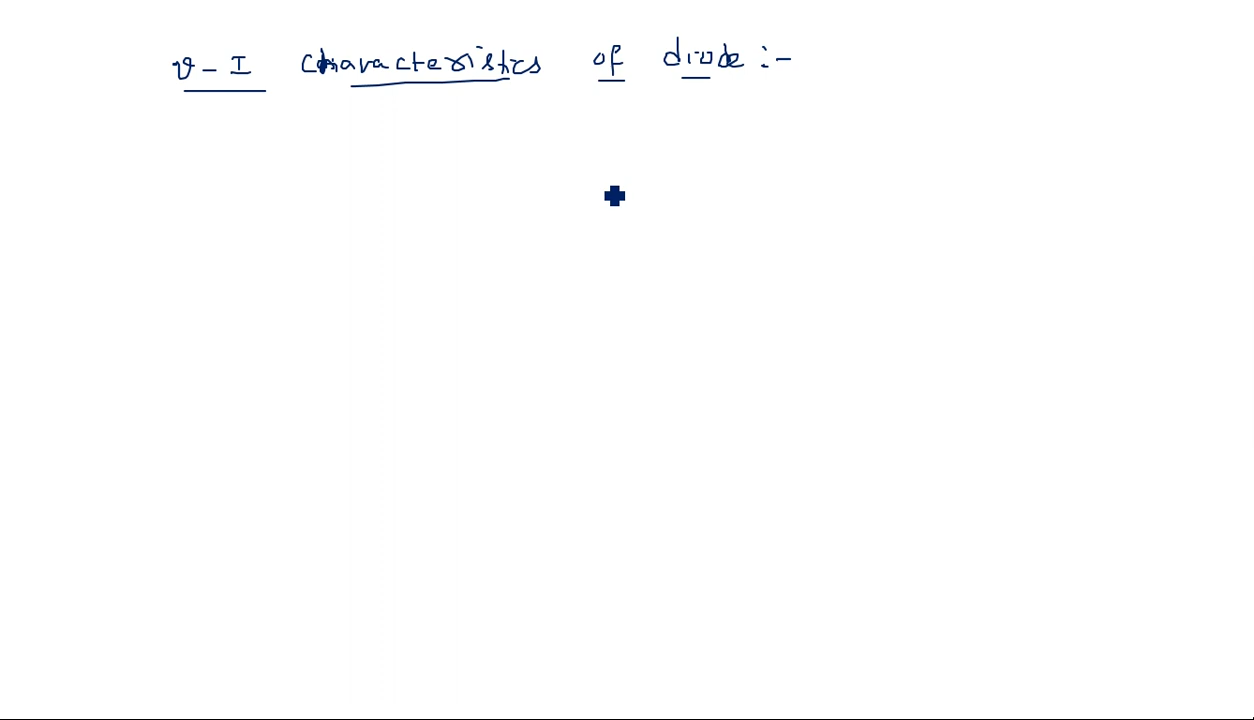 V - I characteristics of diode :-